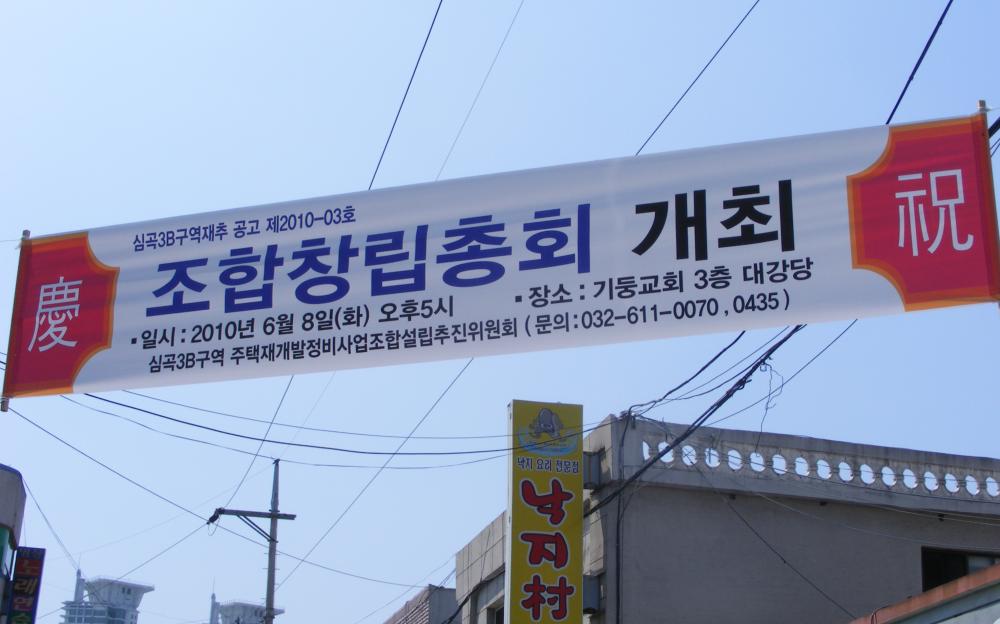 慶
祝
심곡3B구역재추 공고 제2010-03호
조합창립총회 개최
▪일시 : 2010년 6월 8일(화) 오후5시
▪장소 : 기둥교회 3층 대강당
심곡3B구역 주택재개발정비사업조합설립추진위원회 ( 문의:032-611-0070 , 0435 )
낙지 요리 전문점
낙지村
노래연